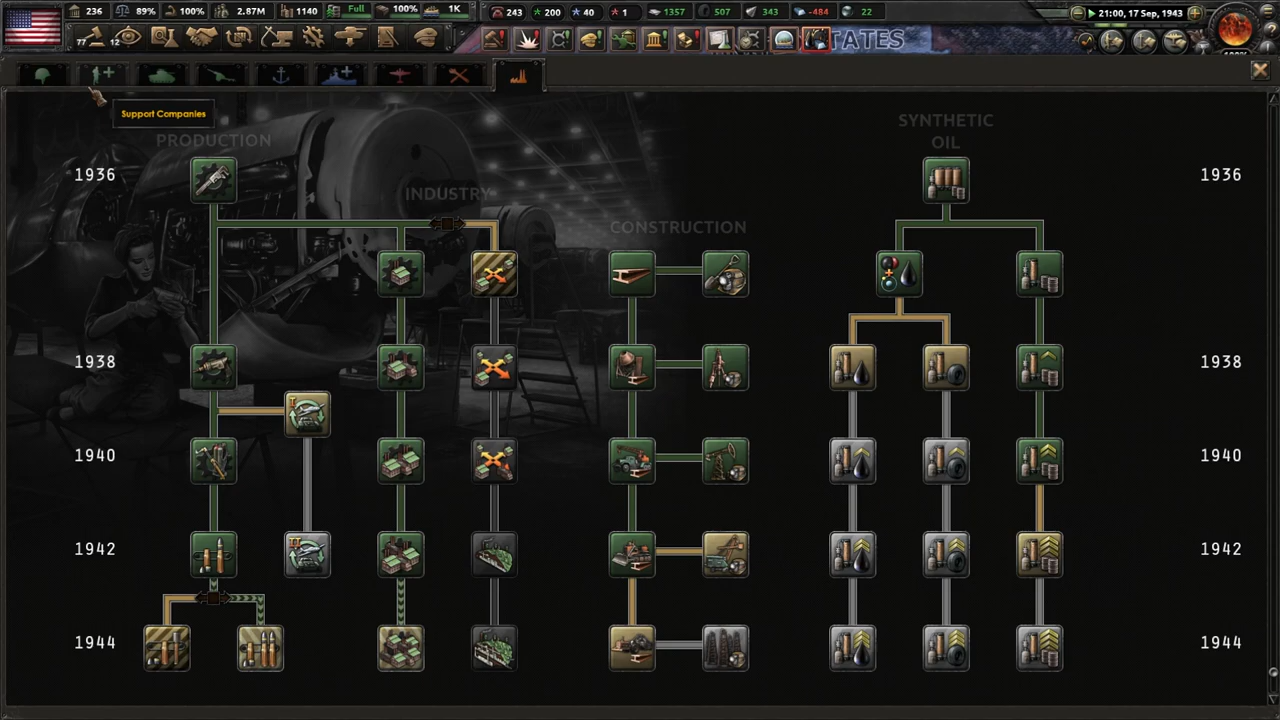 236 89% 100% 2.87M 1140 Full 100% 1K 243 200 40 1 1357 507 343 -484 22 21:00, 17 Sep, 1943
77 12 TATES
Support Companies
PRODUCTION
INDUSTRY
CONSTRUCTION
SYNTHETIC
OIL
1936 1936
1938 1938
1940 1940
1942 1942
1944 1944